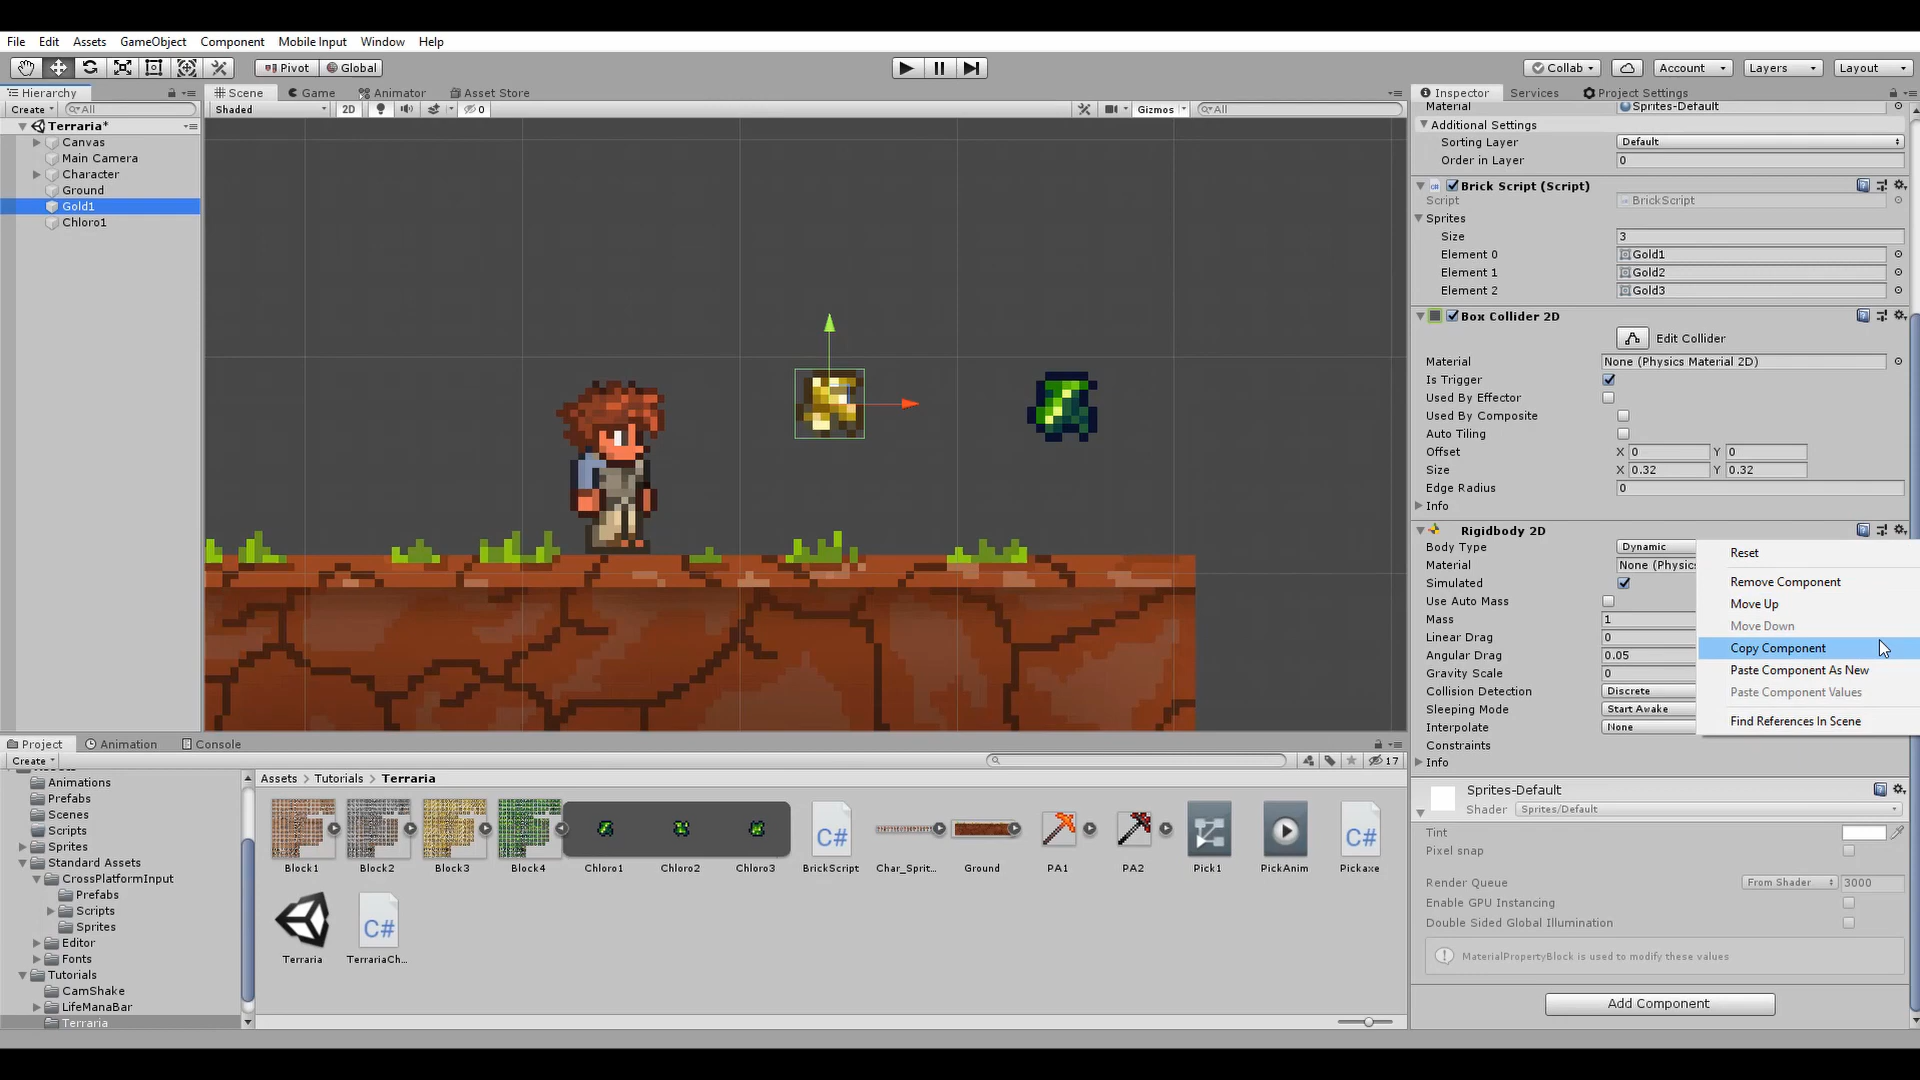 File Edit Assets GameObject Component Mobile Input Window Help
Pivot Global Collab Account Layers Layout
Hierarchy
Create All
Terraria*
Canvas
Main Camera
Character
Ground
Gold1
Chloro1
Scene Game Animator Asset Store
Shaded 2D 0 Gizmos All
Inspector Services Project Settings
Material Sprites-Default
Additional Settings
Sorting Layer Default
Order in Layer 0
Brick Script (Script)
Script BrickScript
Sprites
Size 3
Element 0 Gold1
Element 1 Gold2
Element 2 Gold3
Box Collider 2D
Edit Collider
Material None (Physics Material 2D)
Is Trigger
Used By Effector
Used By Composite
Auto Tiling
Offset X 0 Y 0
Size X 0.32 Y 0.32
Edge Radius 0
Info
Rigidbody 2D
Body Type Dynamic
Material None (Physics
Simulated
Use Auto Mass
Mass 1
Linear Drag 0
Angular Drag 0.05
Gravity Scale 0
Collision Detection Discrete
Sleeping Mode Start Awake
Interpolate None
Constraints
Info
Reset
Remove Component
Move Up
Move Down
Copy Component
Paste Component As New
Paste Component Values
Find References In Scene
Sprites-Default
Shader Sprites/Default
Tint
Pixel snap
Render Queue From Shader 3000
Enable GPU Instancing
Double Sided Global Illumination
MaterialPropertyBlock is used to modify these values
Add Component
Project Animation Console
Create 17
Animations
Prefabs
Scenes
Scripts
Sprites
Standard Assets
CrossPlatformInput
Prefabs
Scripts
Sprites
Editor
Fonts
Tutorials
CamShake
LifeManaBar
Terraria
Assets Tutorials Terraria
C# C#
Block1 Block2 Block3 Block4 Chloro1 Chloro2 Chloro3 BrickScript Char_Sprit... Ground PA1 PA2 Pick1 PickAnim Pickaxe
C#
Terraria TerrariaCh...